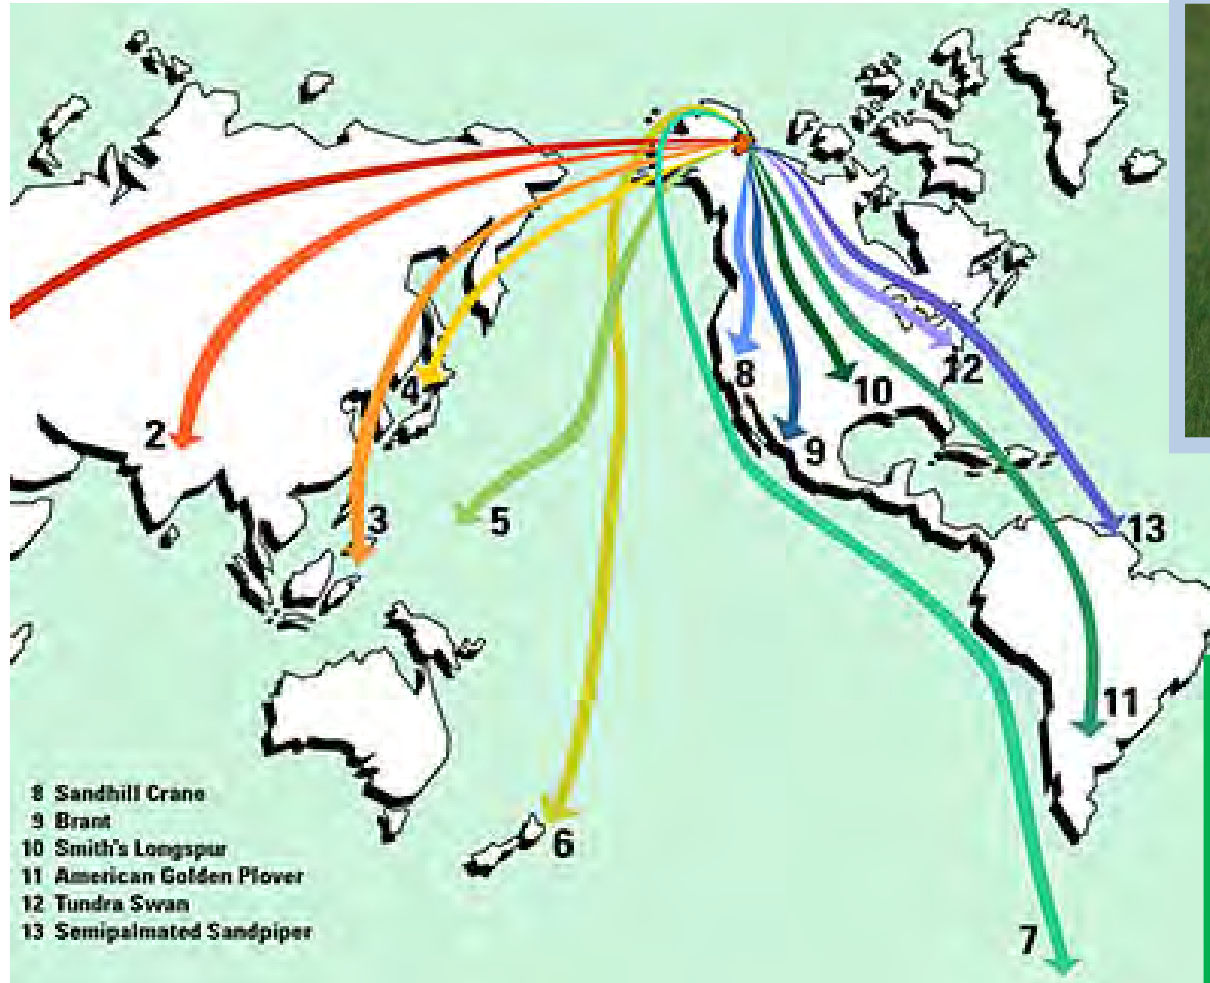 8
12
4
10
2
9
3
5
13
11
8 Sandhill Crane
9 Brant
6
10 Smith's Longspur
11 American Golden Plover
12 Tundra Swan
13 Semipalmated Sandpiper
7